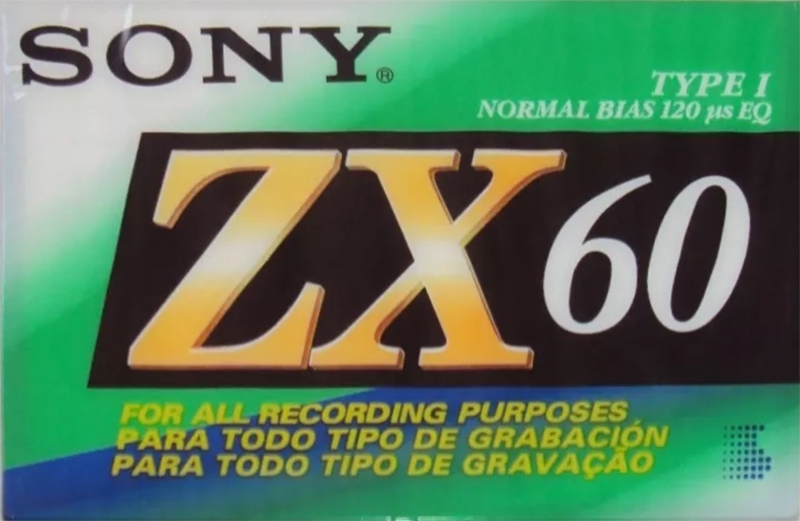 SONY®
TYPE I
NORMAL BIAS 120 µs EQ
ZX60
FOR ALL RECORDING PURPOSES
PARA TODO TIPO DE GRABACIÓN
PARA TODO TIPO DE GRAVAÇÃO